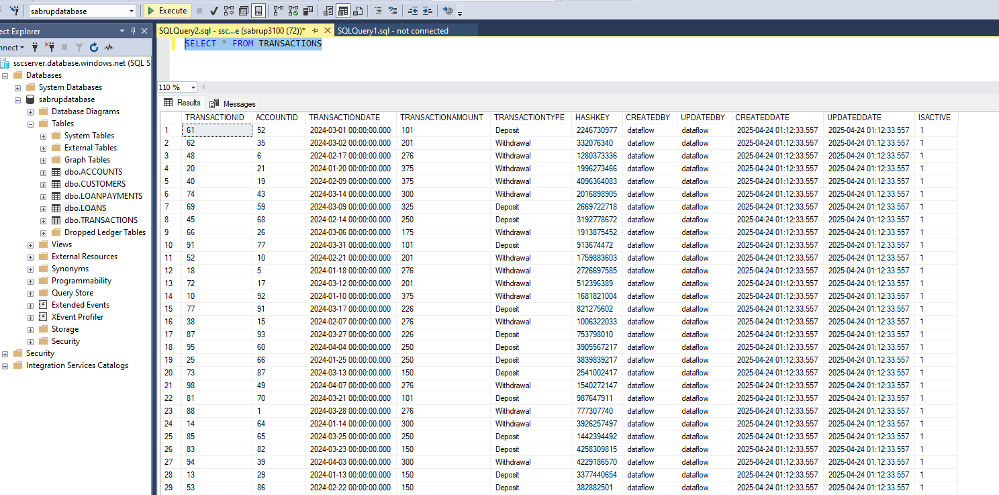 sabrupdatabase
Execute
ect Explorer
SQLQuery2.sql - ssc...e (sabrup3100 (72))*
SQLQuery1.sql - not connected
nnect
SELECT * FROM TRANSACTIONS
sscserver.database.windows.net (SQL S
Databases
System Databases
sabrupdatabase
Database Diagrams
Tables
System Tables
External Tables
Graph Tables
dbo.ACCOUNTS
dbo.CUSTOMERS
dbo.LOANPAYMENTS
dbo.LOANS
dbo.TRANSACTIONS
Dropped Ledger Tables
Views
External Resources
Synonyms
Programmability
Query Store
Extended Events
XEvent Profiler
Storage
Security
Security
Integration Services Catalogs
110 %
Results Messages
TRANSACTIONID ACCOUNTID TRANSACTIONDATE TRANSACTIONAMOUNT TRANSACTIONTYPE HASHKEY CREATEDBY UPDATEDBY CREATEDDATE UPDATEDDATE ISACTIVE
1 61 52 2024-03-01 00:00:00.000 101 Deposit 2246730977 dataflow dataflow 2025-04-24 01:12:33.557 2025-04-24 01:12:33.557 1
2 62 35 2024-03-02 00:00:00.000 201 Withdrawal 332076340 dataflow dataflow 2025-04-24 01:12:33.557 2025-04-24 01:12:33.557 1
3 48 6 2024-02-17 00:00:00.000 276 Withdrawal 1280373336 dataflow dataflow 2025-04-24 01:12:33.557 2025-04-24 01:12:33.557 1
4 20 21 2024-01-20 00:00:00.000 375 Withdrawal 1996273466 dataflow dataflow 2025-04-24 01:12:33.557 2025-04-24 01:12:33.557 1
5 40 19 2024-02-09 00:00:00.000 375 Withdrawal 4096364083 dataflow dataflow 2025-04-24 01:12:33.557 2025-04-24 01:12:33.557 1
6 74 43 2024-03-14 00:00:00.000 300 Withdrawal 2016898905 dataflow dataflow 2025-04-24 01:12:33.557 2025-04-24 01:12:33.557 1
7 69 59 2024-03-09 00:00:00.000 325 Deposit 2669722718 dataflow dataflow 2025-04-24 01:12:33.557 2025-04-24 01:12:33.557 1
8 45 68 2024-02-14 00:00:00.000 250 Deposit 3192778672 dataflow dataflow 2025-04-24 01:12:33.557 2025-04-24 01:12:33.557 1
9 66 26 2024-03-06 00:00:00.000 175 Withdrawal 1913875452 dataflow dataflow 2025-04-24 01:12:33.557 2025-04-24 01:12:33.557 1
10 91 77 2024-03-31 00:00:00.000 101 Deposit 913674472 dataflow dataflow 2025-04-24 01:12:33.557 2025-04-24 01:12:33.557 1
11 52 10 2024-02-21 00:00:00.000 201 Withdrawal 1759883603 dataflow dataflow 2025-04-24 01:12:33.557 2025-04-24 01:12:33.557 1
12 18 5 2024-01-18 00:00:00.000 276 Withdrawal 2726697585 dataflow dataflow 2025-04-24 01:12:33.557 2025-04-24 01:12:33.557 1
13 72 17 2024-03-12 00:00:00.000 201 Withdrawal 512396389 dataflow dataflow 2025-04-24 01:12:33.557 2025-04-24 01:12:33.557 1
14 10 92 2024-01-10 00:00:00.000 375 Withdrawal 1681821004 dataflow dataflow 2025-04-24 01:12:33.557 2025-04-24 01:12:33.557 1
15 77 91 2024-03-17 00:00:00.000 226 Deposit 821275602 dataflow dataflow 2025-04-24 01:12:33.557 2025-04-24 01:12:33.557 1
16 38 15 2024-02-07 00:00:00.000 276 Withdrawal 1006322033 dataflow dataflow 2025-04-24 01:12:33.557 2025-04-24 01:12:33.557 1
17 87 93 2024-03-27 00:00:00.000 226 Deposit 753798010 dataflow dataflow 2025-04-24 01:12:33.557 2025-04-24 01:12:33.557 1
18 95 60 2024-04-04 00:00:00.000 250 Deposit 3905567217 dataflow dataflow 2025-04-24 01:12:33.557 2025-04-24 01:12:33.557 1
19 25 66 2024-01-25 00:00:00.000 250 Deposit 3839839217 dataflow dataflow 2025-04-24 01:12:33.557 2025-04-24 01:12:33.557 1
20 73 87 2024-03-13 00:00:00.000 150 Deposit 2541002417 dataflow dataflow 2025-04-24 01:12:33.557 2025-04-24 01:12:33.557 1
21 98 49 2024-04-07 00:00:00.000 276 Withdrawal 1540272147 dataflow dataflow 2025-04-24 01:12:33.557 2025-04-24 01:12:33.557 1
22 81 70 2024-03-21 00:00:00.000 101 Deposit 987647911 dataflow dataflow 2025-04-24 01:12:33.557 2025-04-24 01:12:33.557 1
23 88 1 2024-03-28 00:00:00.000 276 Withdrawal 777307740 dataflow dataflow 2025-04-24 01:12:33.557 2025-04-24 01:12:33.557 1
24 14 64 2024-01-14 00:00:00.000 300 Withdrawal 3926257497 dataflow dataflow 2025-04-24 01:12:33.557 2025-04-24 01:12:33.557 1
25 85 65 2024-03-25 00:00:00.000 250 Deposit 1442394492 dataflow dataflow 2025-04-24 01:12:33.557 2025-04-24 01:12:33.557 1
26 83 82 2024-03-23 00:00:00.000 150 Deposit 4258309815 dataflow dataflow 2025-04-24 01:12:33.557 2025-04-24 01:12:33.557 1
27 94 39 2024-04-03 00:00:00.000 300 Withdrawal 4229186570 dataflow dataflow 2025-04-24 01:12:33.557 2025-04-24 01:12:33.557 1
28 13 29 2024-01-13 00:00:00.000 150 Deposit 3377440654 dataflow dataflow 2025-04-24 01:12:33.557 2025-04-24 01:12:33.557 1
29 53 86 2024-02-22 00:00:00.000 150 Deposit 382882501 dataflow dataflow 2025-04-24 01:12:33.557 2025-04-24 01:12:33.557 1